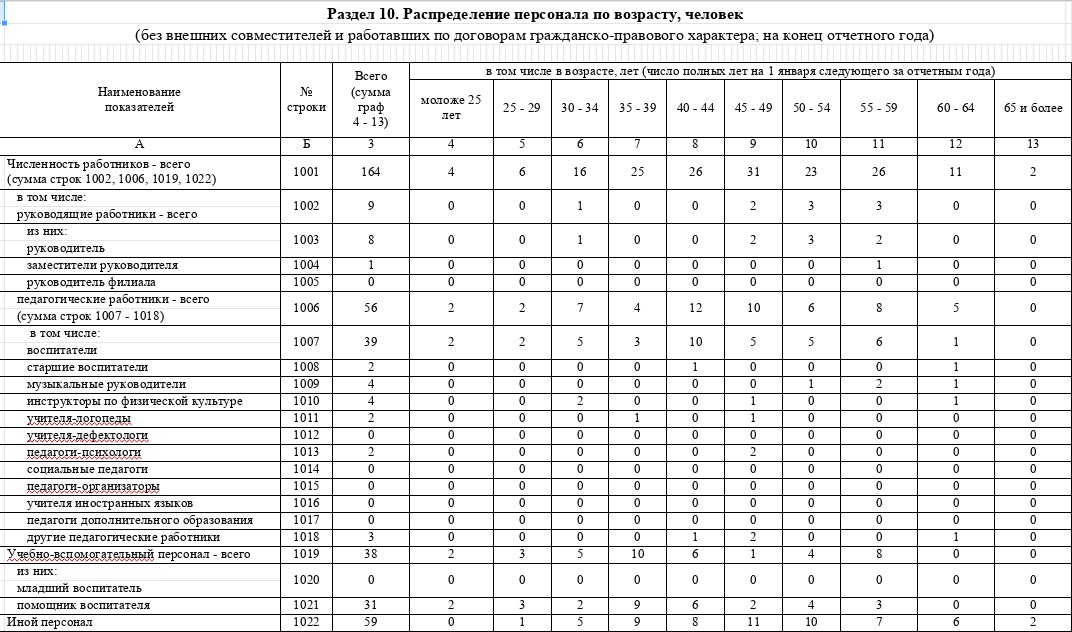 Раздел 10. Распределение персонала по возрасту, человек
(без внешних совместителей и работавших по договорам гражданско-правового характера; на конец отчетного года)
Наименование показателей № строки Всего (сумма граф 4 - 13) в том числе в возрасте, лет (число полных лет на 1 января следующего за отчетным года)
моложе 25 лет 25 - 29 30 - 34 35 - 39 40 - 44 45 - 49 50 - 54 55 - 59 60 - 64 65 и более
А Б 3 4 5 6 7 8 9 10 11 12 13
Численность работников - всего
(сумма строк 1002, 1006, 1019, 1022) 1001 164 4 6 16 25 26 31 23 26 11 2
в том числе:
руководящие работники - всего 1002 9 0 0 1 0 0 2 3 3 0 0
из них:
руководитель 1003 8 0 0 1 0 0 2 3 2 0 0
заместители руководителя 1004 1 0 0 0 0 0 0 0 1 0 0
руководитель филиала 1005 0 0 0 0 0 0 0 0 0 0 0
педагогические работники - всего
(сумма строк 1007 - 1018) 1006 56 2 2 7 4 12 10 6 8 5 0
в том числе:
воспитатели 1007 39 2 2 5 3 10 5 5 6 1 0
старшие воспитатели 1008 2 0 0 0 0 1 0 0 0 1 0
музыкальные руководители 1009 4 0 0 0 0 0 0 1 2 1 0
инструкторы по физической культуре 1010 4 0 0 2 0 0 1 0 0 1 0
учителя-логопеды 1011 2 0 0 0 1 0 1 0 0 0 0
учителя-дефектологи 1012 0 0 0 0 0 0 0 0 0 0 0
педагоги-психологи 1013 2 0 0 0 0 0 2 0 0 0 0
социальные педагоги 1014 0 0 0 0 0 0 0 0 0 0 0
педагоги-организаторы 1015 0 0 0 0 0 0 0 0 0 0 0
учителя иностранных языков 1016 0 0 0 0 0 0 0 0 0 0 0
педагоги дополнительного образования 1017 0 0 0 0 0 0 0 0 0 0 0
другие педагогические работники 1018 3 0 0 0 0 1 2 0 0 1 0
Учебно-вспомогательный персонал - всего 1019 38 2 3 5 10 6 1 4 8 0 0
из них:
младший воспитатель 1020 0 0 0 0 0 0 0 0 0 0 0
помощник воспитателя 1021 31 2 3 2 9 6 2 4 3 0 0
Иной персонал 1022 59 0 1 5 9 8 11 10 7 6 2